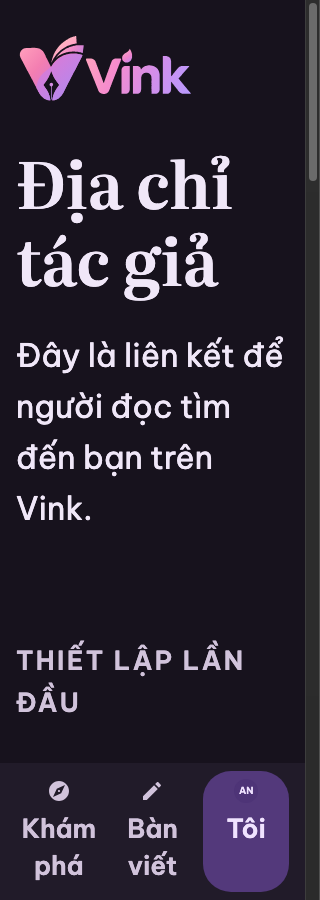 Vink
Địa chỉ
tác giả
Đây là liên kết để
người đọc tìm
đến bạn trên
Vink.
THIẾT LẬP LẦN
ĐẦU
AN
Khám
phá
Bàn
viết
Tôi